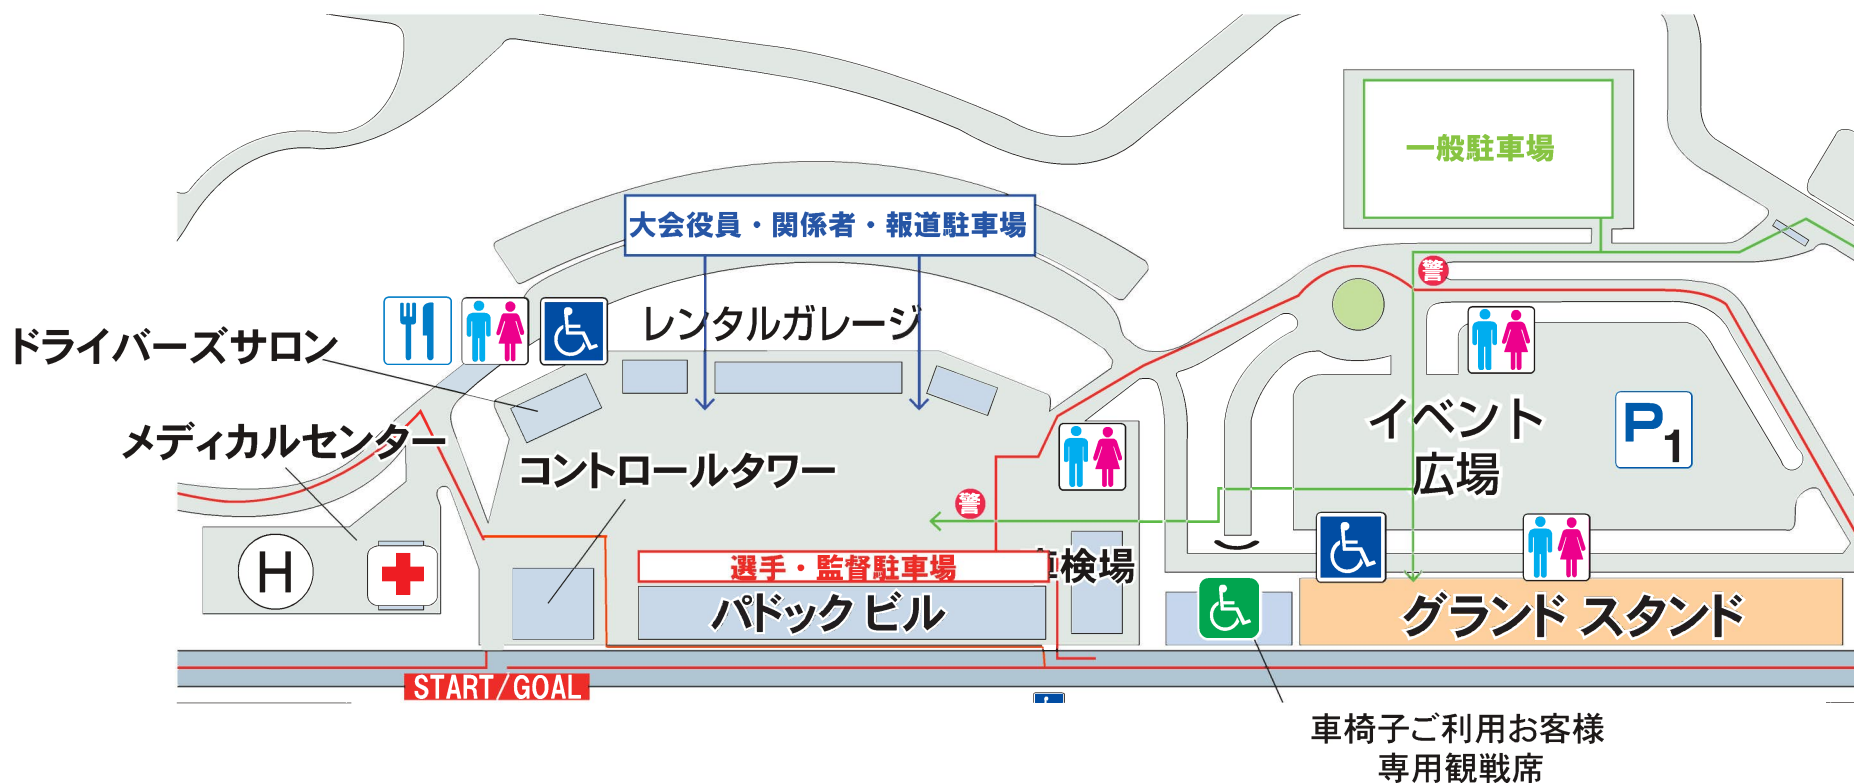 一般駐車場
大会役員・関係者・報道駐車場
警
レンタルガレージ
ドライバーズサロン
イベント
広場
P1
メディカルセンター
コントロールタワー
警
H
選手・監督駐車場
検場
パドック ビル
グランド スタンド
START/GOAL
車椅子ご利用お客様
専用観戦席